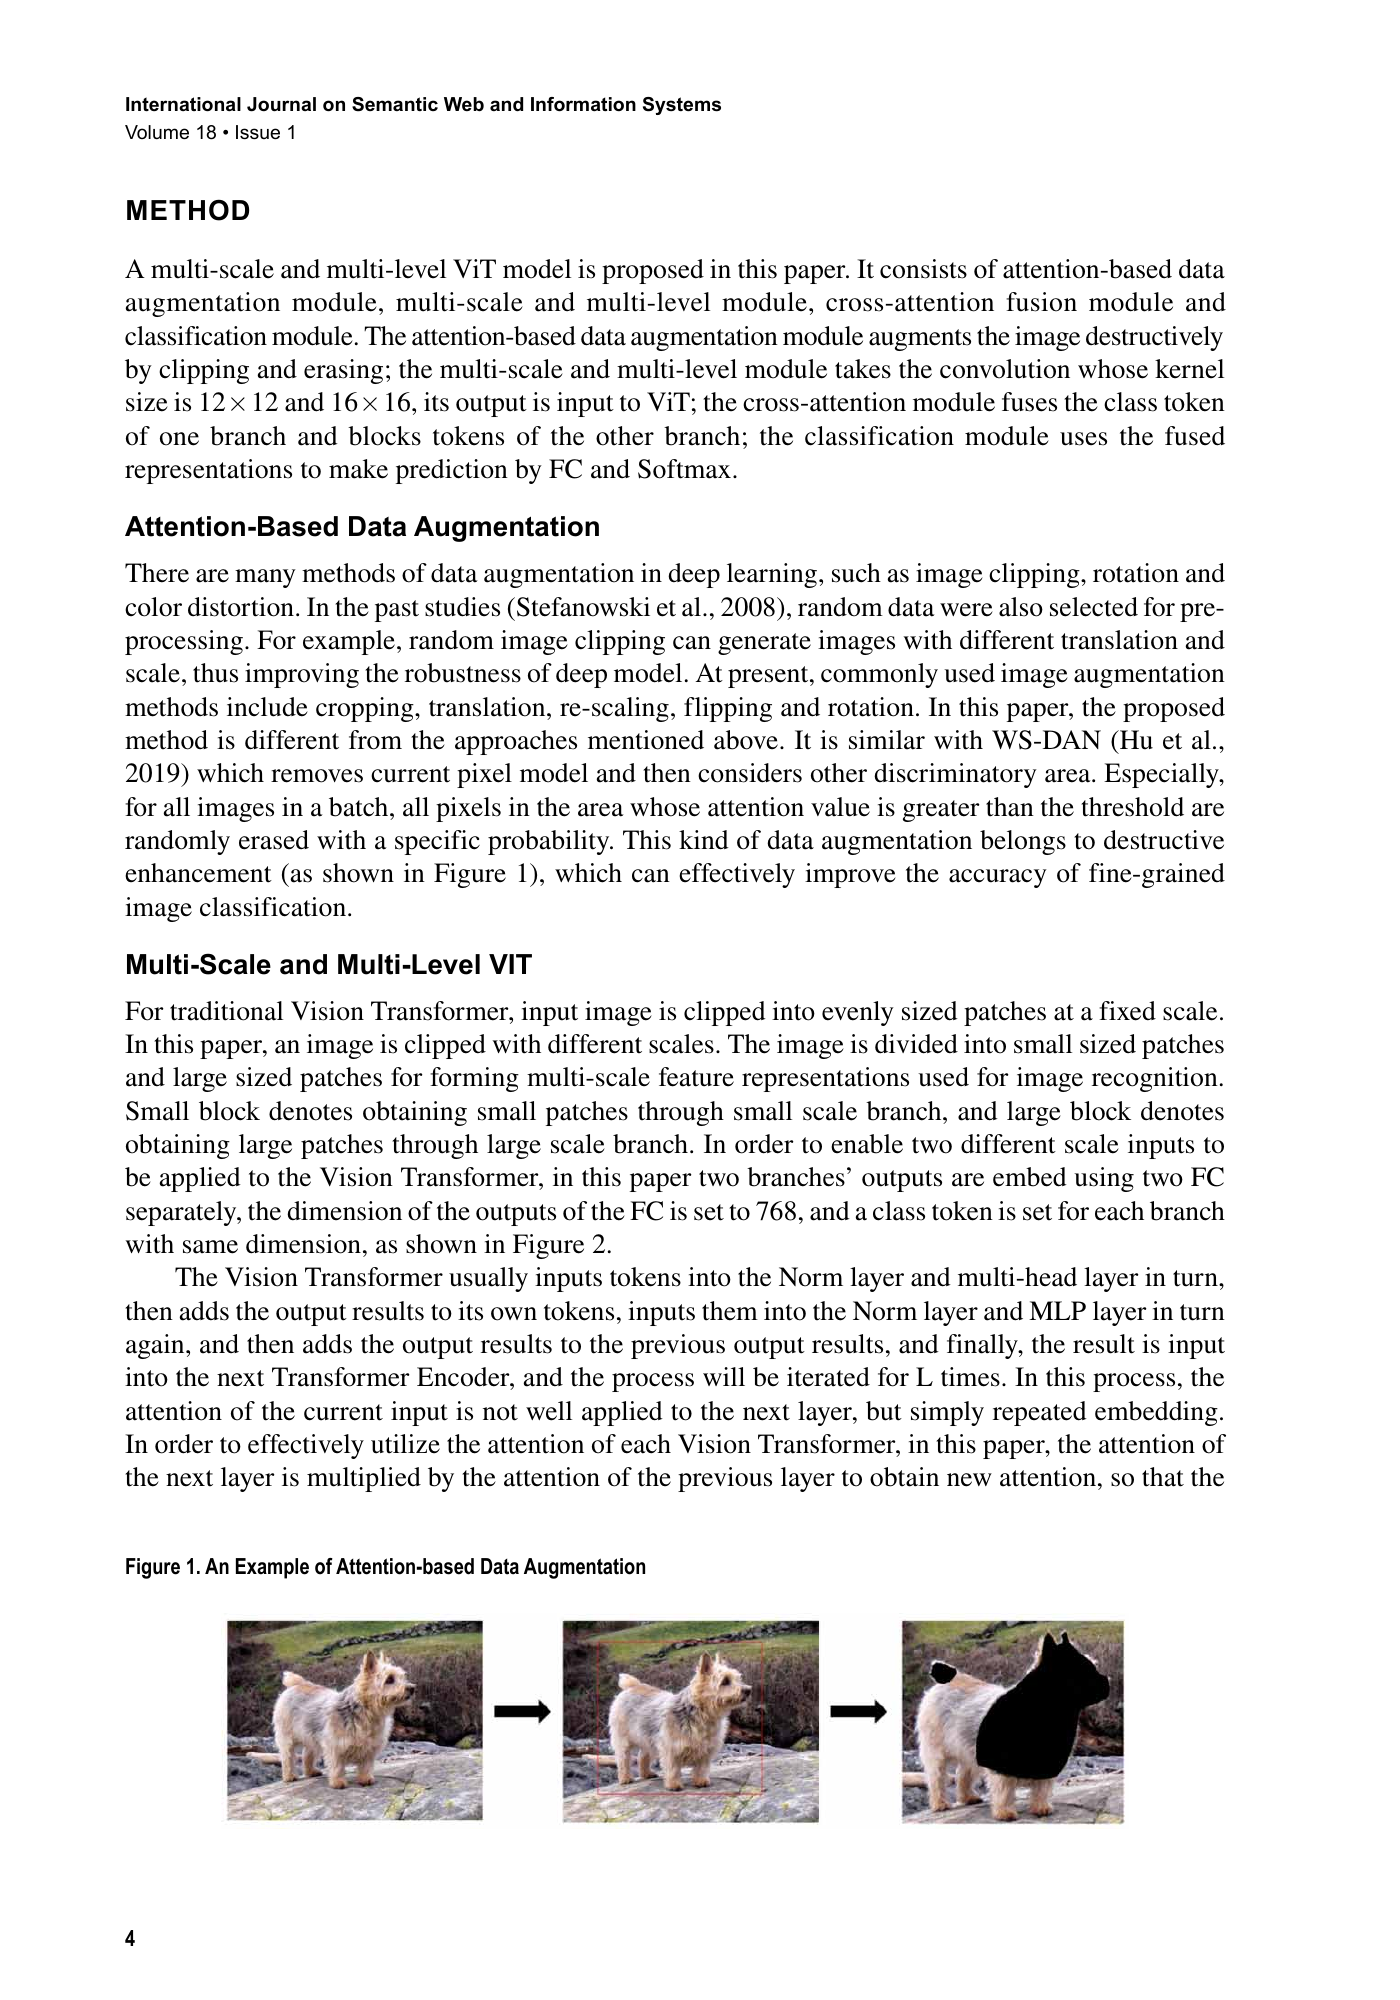 International Journal on Semantic Web and Information Systems
Volume 18 • Issue 1
METHOD
A multi-scale and multi-level ViT model is proposed in this paper. It consists of attention-based data
augmentation module, multi-scale and multi-level module, cross-attention fusion module and
classification module. The attention-based data augmentation module augments the image destructively
by clipping and erasing; the multi-scale and multi-level module takes the convolution whose kernel
size is 12×12 and 16×16, its output is input to ViT; the cross-attention module fuses the class token
of one branch and blocks tokens of the other branch; the classification module uses the fused
representations to make prediction by FC and Softmax.
Attention-Based Data Augmentation
There are many methods of data augmentation in deep learning, such as image clipping, rotation and
color distortion. In the past studies (Stefanowski et al., 2008), random data were also selected for pre-
processing. For example, random image clipping can generate images with different translation and
scale, thus improving the robustness of deep model. At present, commonly used image augmentation
methods include cropping, translation, re-scaling, flipping and rotation. In this paper, the proposed
method is different from the approaches mentioned above. It is similar with WS-DAN (Hu et al.,
2019) which removes current pixel model and then considers other discriminatory area. Especially,
for all images in a batch, all pixels in the area whose attention value is greater than the threshold are
randomly erased with a specific probability. This kind of data augmentation belongs to destructive
enhancement (as shown in Figure 1), which can effectively improve the accuracy of fine-grained
image classification.
Multi-Scale and Multi-Level VIT
For traditional Vision Transformer, input image is clipped into evenly sized patches at a fixed scale.
In this paper, an image is clipped with different scales. The image is divided into small sized patches
and large sized patches for forming multi-scale feature representations used for image recognition.
Small block denotes obtaining small patches through small scale branch, and large block denotes
obtaining large patches through large scale branch. In order to enable two different scale inputs to
be applied to the Vision Transformer, in this paper two branches’ outputs are embed using two FC
separately, the dimension of the outputs of the FC is set to 768, and a class token is set for each branch
with same dimension, as shown in Figure 2.
The Vision Transformer usually inputs tokens into the Norm layer and multi-head layer in turn,
then adds the output results to its own tokens, inputs them into the Norm layer and MLP layer in turn
again, and then adds the output results to the previous output results, and finally, the result is input
into the next Transformer Encoder, and the process will be iterated for L times. In this process, the
attention of the current input is not well applied to the next layer, but simply repeated embedding.
In order to effectively utilize the attention of each Vision Transformer, in this paper, the attention of
the next layer is multiplied by the attention of the previous layer to obtain new attention, so that the
Figure 1. An Example of Attention-based Data Augmentation
4